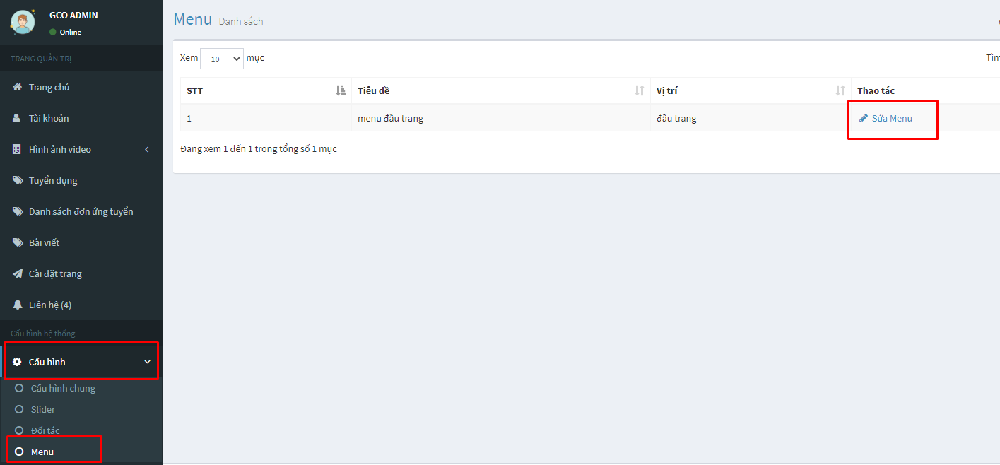 GCO ADMIN
Online
TRANG QUẢN TRỊ
Trang chủ
Tài khoản
Hình ảnh video
Tuyển dụng
Danh sách đơn ứng tuyển
Bài viết
Cài đặt trang
Liên hệ (4)
Cấu hình hệ thống
Cấu hình
Cấu hình chung
Slider
Đối tác
Menu
Menu Danh sách
Xem 10 mục
Tìm
STT Tiêu đề Vị trí Thao tác
1 menu đầu trang đầu trang Sửa Menu
Đang xem 1 đến 1 trong tổng số 1 mục